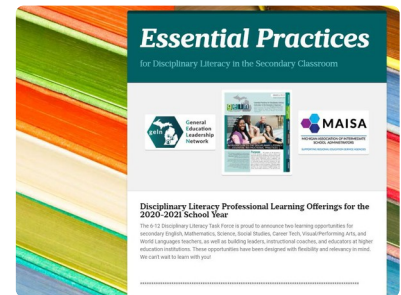 Essential Practices
for Disciplinary Literacy in the Secondary Classroom
General
Education
Leadership
Network
geln
MAISA
MICHIGAN ASSOCIATION OF INTERMEDIATE
SCHOOL ADMINISTRATORS
Disciplinary Literacy Professional Learning Offerings for the
2020-2021 School Year
The 6-12 Disciplinary Literacy Task Force is proud to announce two learning opportunities for
secondary English, Mathematics, Science, Social Studies, Career Tech, Visual/Performing Arts, and
World Languages teachers, as well as building leaders, instructional coaches, and educators at higher
education institutions. These opportunities have been designed with flexibility and relevancy in mind.
We can't wait to learn with you!